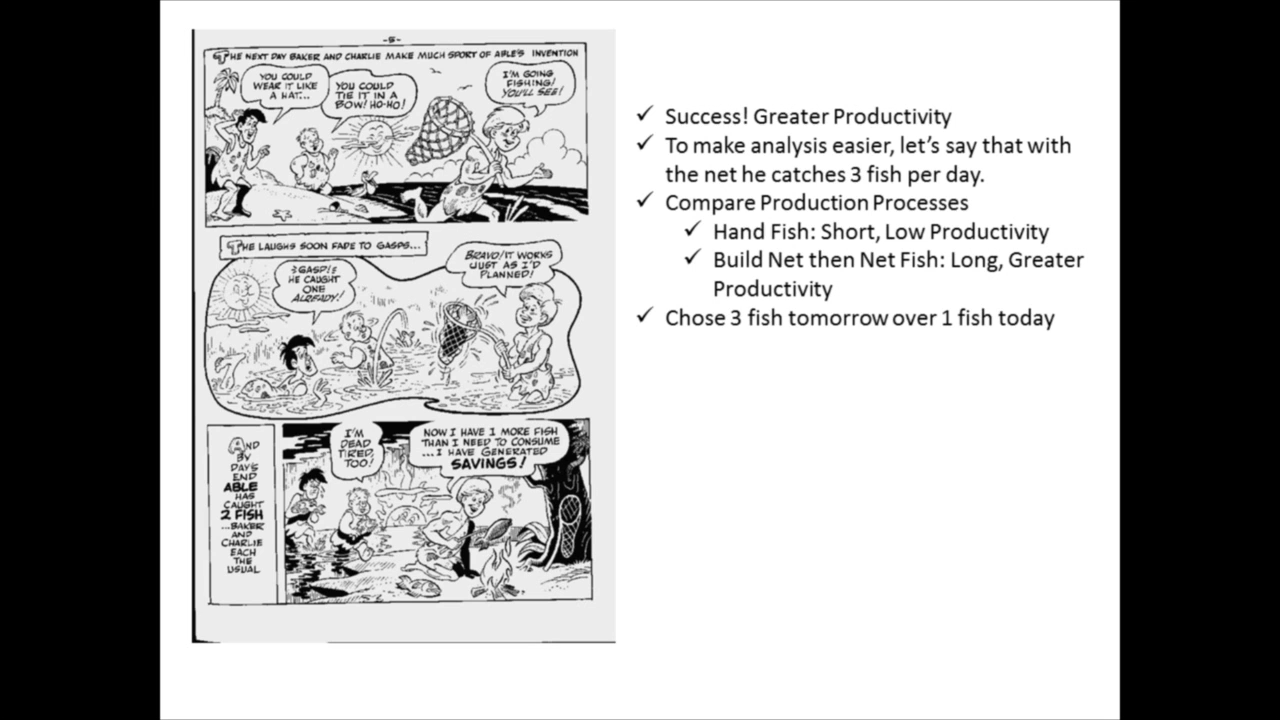 -5-
THE NEXT DAY BAKER AND CHARLIE MAKE MUCH SPORT OF ABLE'S INVENTION
YOU COULD
WEAR IT LIKE
A HAT...
YOU COULD
TIE IT IN A
BOW! HO-HO!
I'M GOING
FISHING!
YOU'LL SEE!
THE LAUGHS SOON FADE TO GASPS...
GASP!
HE CAUGHT
ONE
ALREADY!
BRAVO! IT WORKS
JUST AS I'D
PLANNED!
AND
BY
DAY'S
END
ABLE
HAS
CAUGHT
2 FISH
...BAKER
AND
CHARLIE
EACH
THE
USUAL
I'M
DEAD
TIRED,
TOO!
NOW I HAVE 1 MORE FISH
THAN I NEED TO CONSUME
...I HAVE GENERATED
SAVINGS!
$
✓ Success! Greater Productivity
✓ To make analysis easier, let's say that with
the net he catches 3 fish per day.
✓ Compare Production Processes
✓ Hand Fish: Short, Low Productivity
✓ Build Net then Net Fish: Long, Greater
Productivity
✓ Chose 3 fish tomorrow over 1 fish today